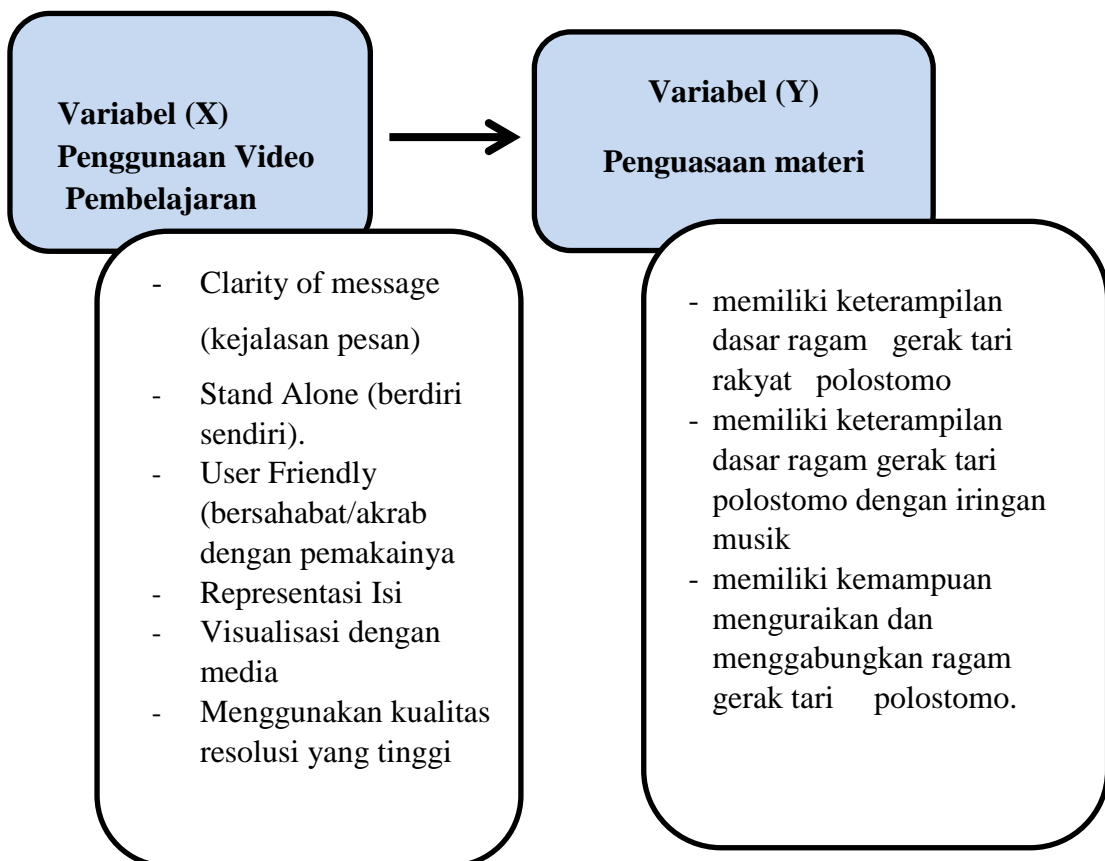 Variabel (X)
Penggunaan Video
Pembelajaran
Variabel (Y)
Penguasaan materi
- Clarity of message
(kejalasan pesan)
- Stand Alone (berdiri
sendiri).
- User Friendly
(bersahabat/akrab
dengan pemakainya
- Representasi Isi
- Visualisasi dengan
media
- Menggunakan kualitas
resolusi yang tinggi
- memiliki keterampilan
dasar ragam gerak tari
rakyat polostomo
- memiliki keterampilan
dasar ragam gerak tari
polostomo dengan iringan
musik
- memiliki kemampuan
menguraikan dan
menggabungkan ragam
gerak tari polostomo.